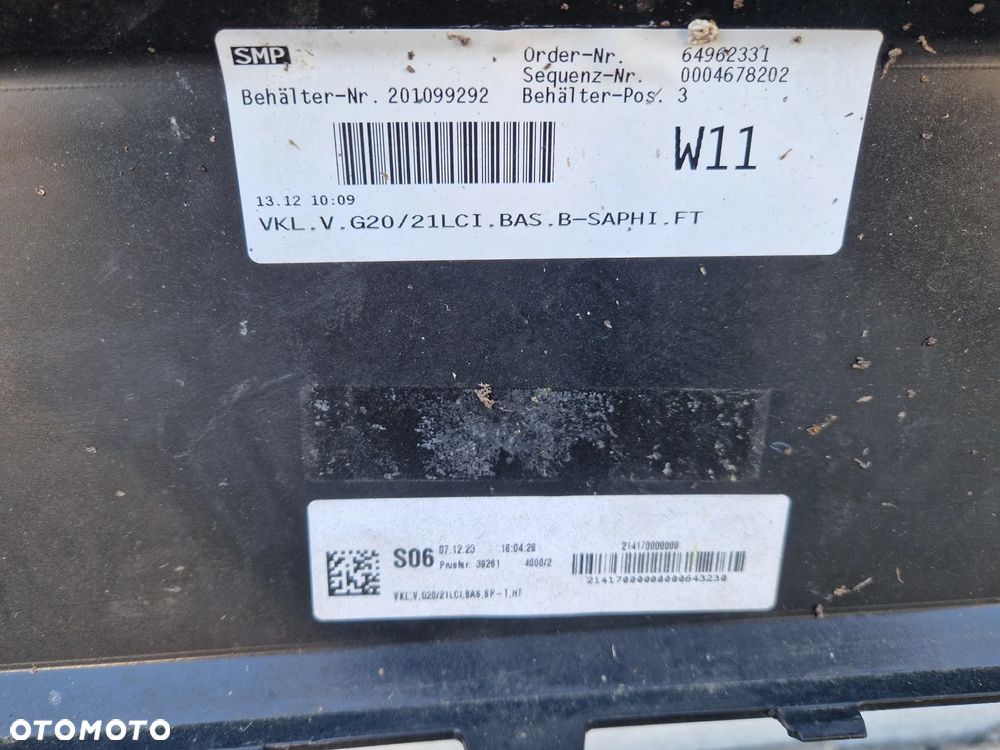 SMP
Order-Nr. 64962331
Sequenz-Nr. 0004678202
Behälter-Nr. 201099292 Behälter-Pos. 3
W11
13.12 10:09
VKL.V.G20/21LCI.BAS.B-SAPHI.FT
S06 07.12.23 16:04:26
Pruefer. 39261 4000/2
214170000000
21417000000000643230
VKL.V.G20/21LCI.BAS.SP-T.HT
OTOMOTO